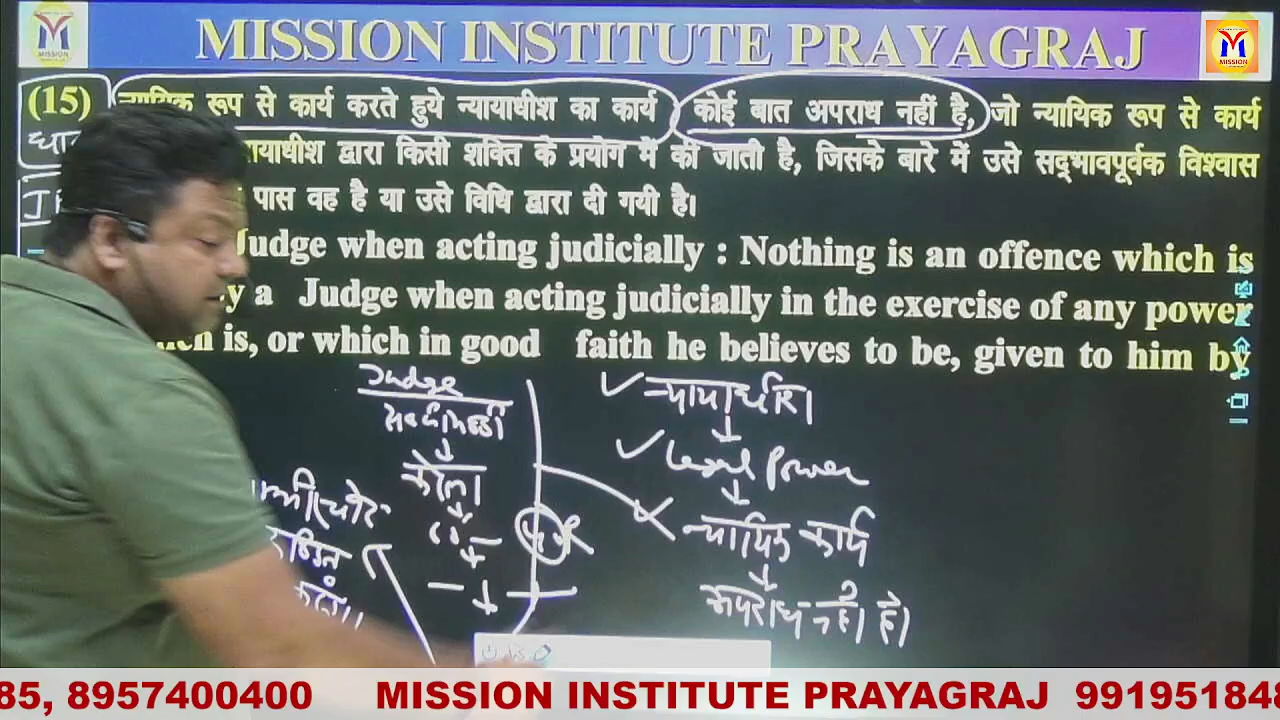 MISSION INSTITUTE PRAYAGRAJ
MISSION
MISSION
(15) न्यायिक रूप से कार्य करते हुये न्यायाधीश का कार्य कोई बात अपराध नहीं है, जो न्यायिक रूप से कार्य
धा
यायाधीश द्वारा किसी शक्ति के प्रयोग में की जाती है, जिसके बारे में उसे सद्‌भावपूर्वक विश्वास
पास वह है या उसे विधि द्वारा दी गयी है।
Judge when acting judicially : Nothing is an offence which is
y a Judge when acting judicially in the exercise of any power
is, or which in good faith he believes to be, given to him by
Judge
न्यायाधीश
Legal Power
न्यायिक कार्य
अपराध नहीं है।
85, 8957400400 MISSION INSTITUTE PRAYAGRAJ 991951848